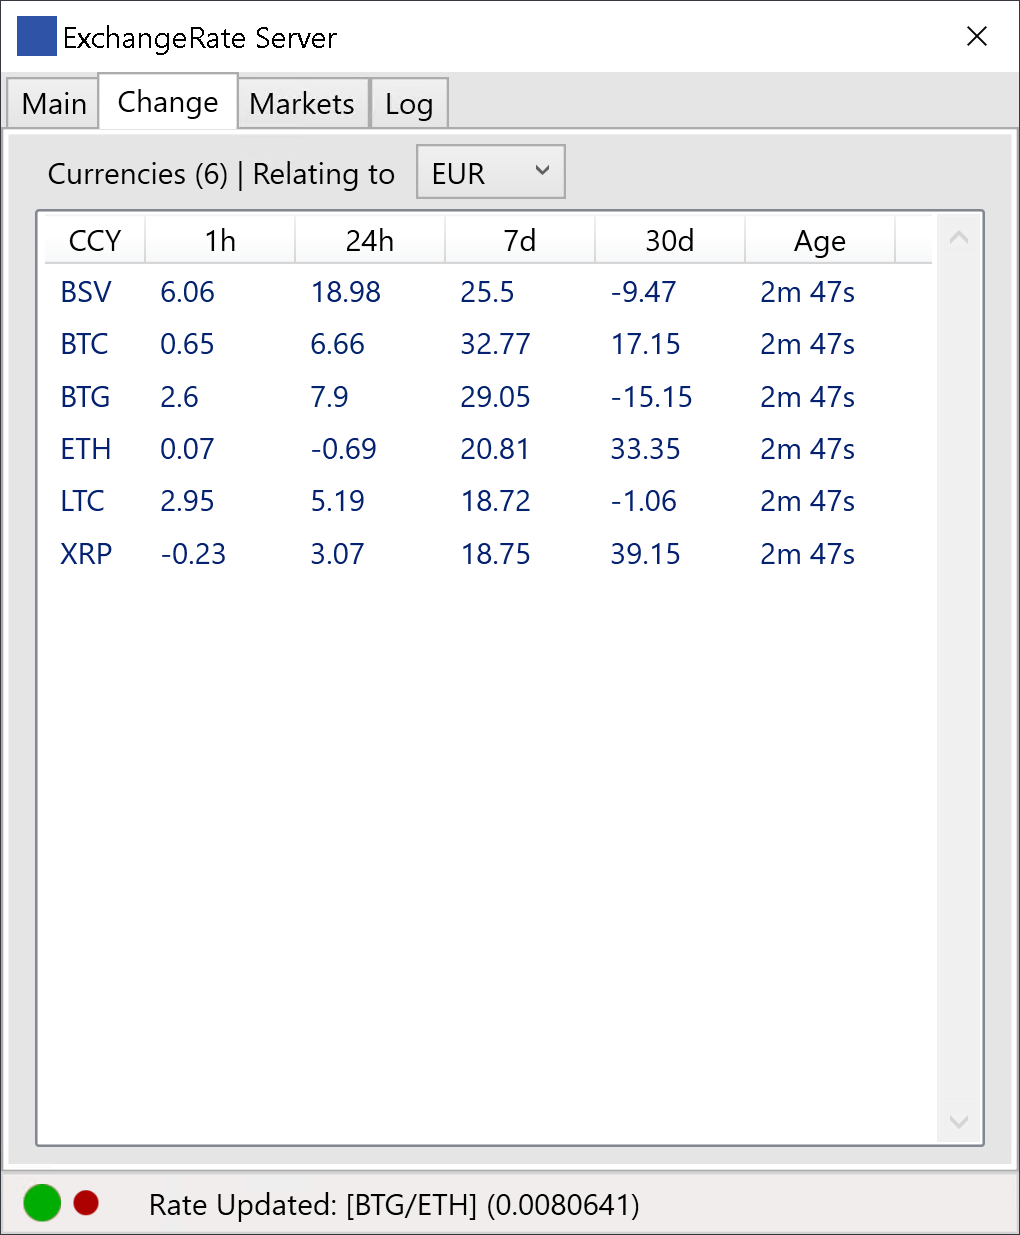 ExchangeRate Server
Main Change Markets Log
Currencies (6) | Relating to EUR
CCY 1h 24h 7d 30d Age
BSV 6.06 18.98 25.5 -9.47 2m 47s
BTC 0.65 6.66 32.77 17.15 2m 47s
BTG 2.6 7.9 29.05 -15.15 2m 47s
ETH 0.07 -0.69 20.81 33.35 2m 47s
LTC 2.95 5.19 18.72 -1.06 2m 47s
XRP -0.23 3.07 18.75 39.15 2m 47s
Rate Updated: [BTG/ETH] (0.0080641)